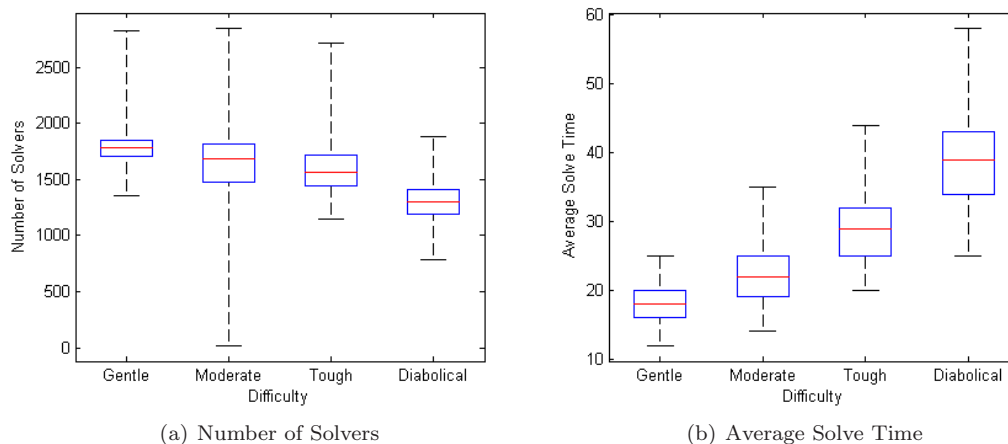 2500
2000
1500
1000
500
0
Number of Solvers
Gentle Moderate Tough Diabolical
Difficulty
(a) Number of Solvers
60
50
40
30
20
10
Average Solve Time
Gentle Moderate Tough Diabolical
Difficulty
(b) Average Solve Time